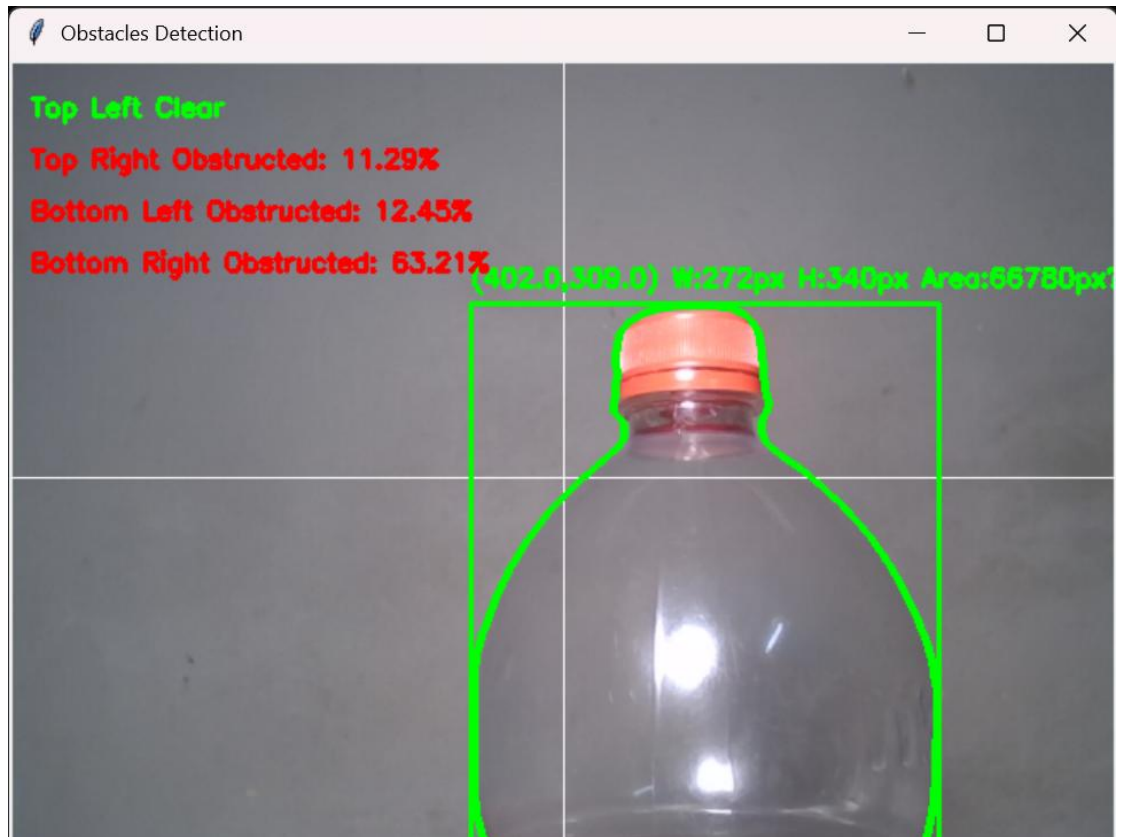 Obstacles Detection
Top Left Clear
Top Right Obstructed: 11.29%
Bottom Left Obstructed: 12.45%
Bottom Right Obstructed: 63.21%
(402.0,309.0) W:272px H:340px Area:66780px?